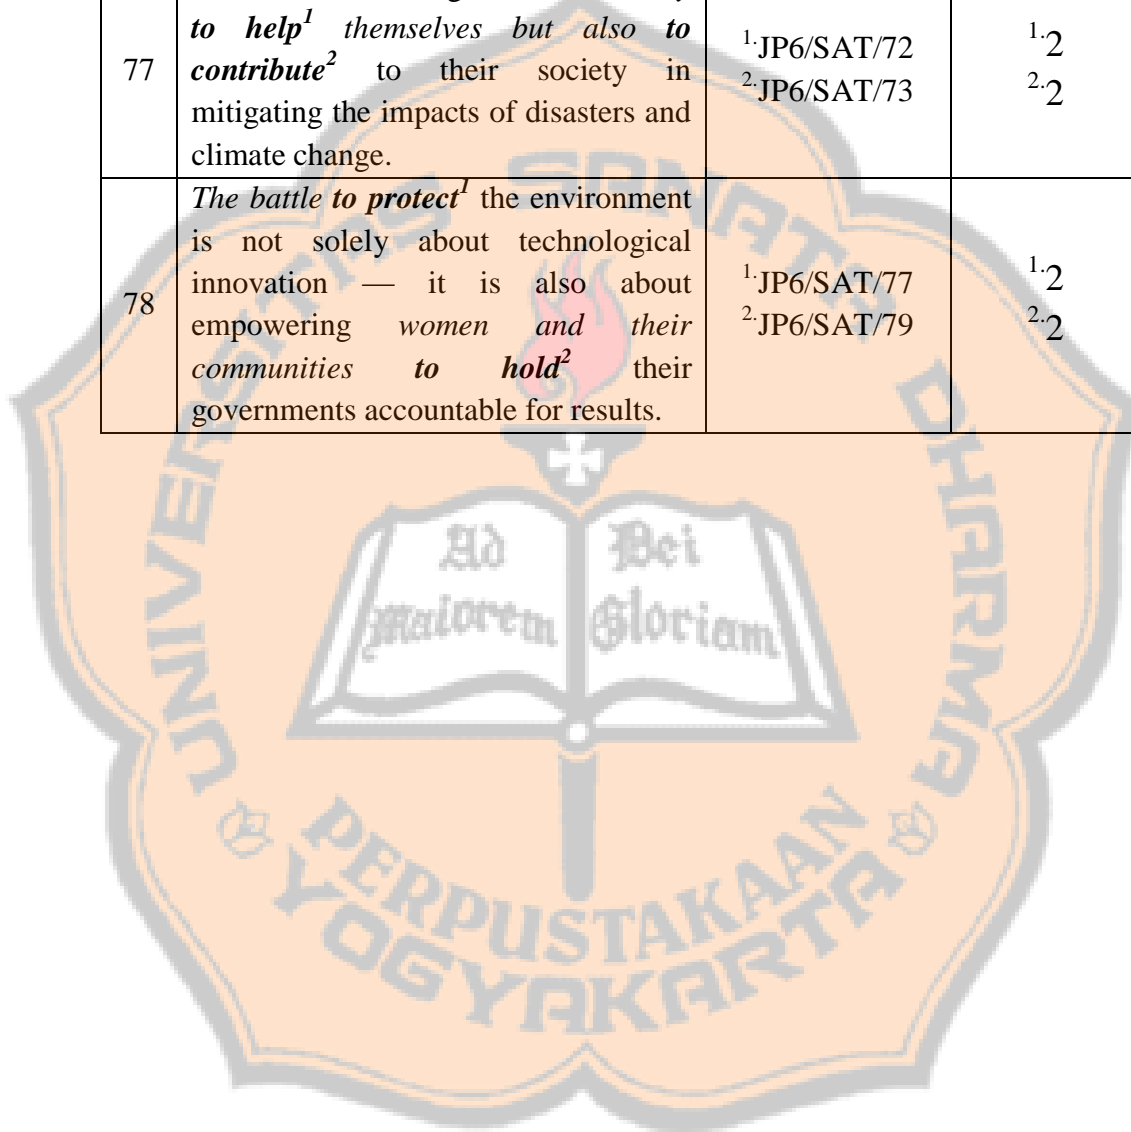 to help1 themselves but also to
77 contribute2 to their society in
mitigating the impacts of disasters and
climate change.
1.JP6/SAT/72
2.JP6/SAT/73
1.2
2.2
The battle to protect1 the environment
is not solely about technological
innovation — it is also about
78 empowering women and their
communities to hold2 their
governments accountable for results.
1.JP6/SAT/77
2.JP6/SAT/79
1.2
2.2
UNIVERSITAS SANATA DHARMA
Ad Dei
maiorem Gloriam
PERPUSTAKAAN
YOGYAKARTA